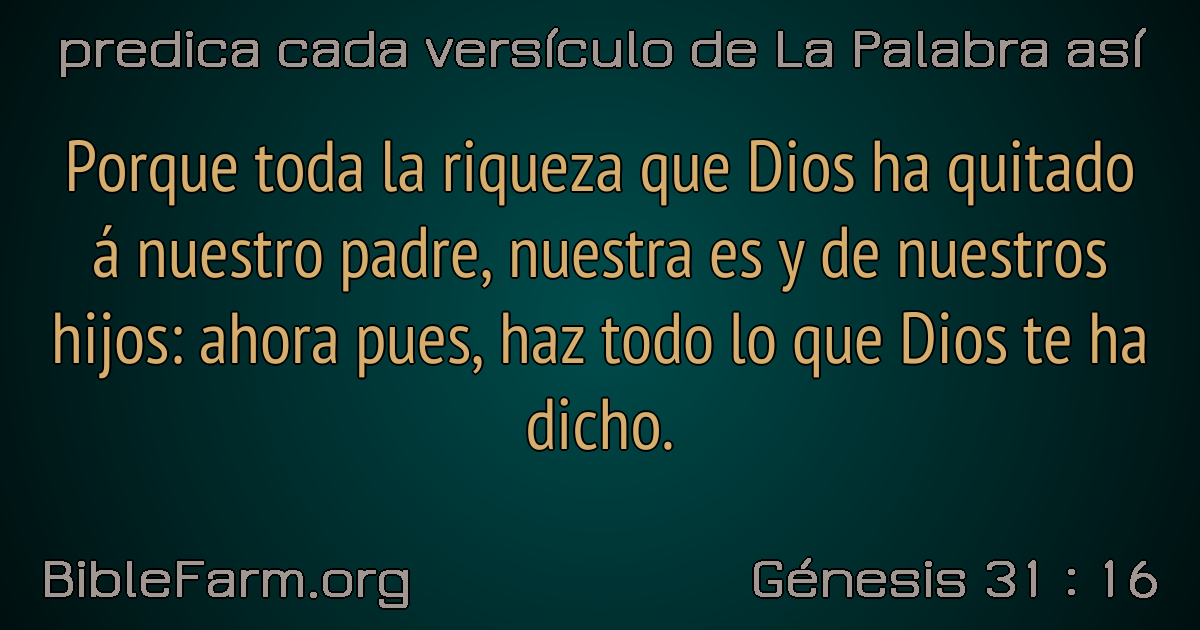 predica cada versículo de La Palabra así
Porque toda la riqueza que Dios ha quitado
á nuestro padre, nuestra es y de nuestros
hijos: ahora pues, haz todo lo que Dios te ha
dicho.
BibleFarm.org
Génesis 31 : 16